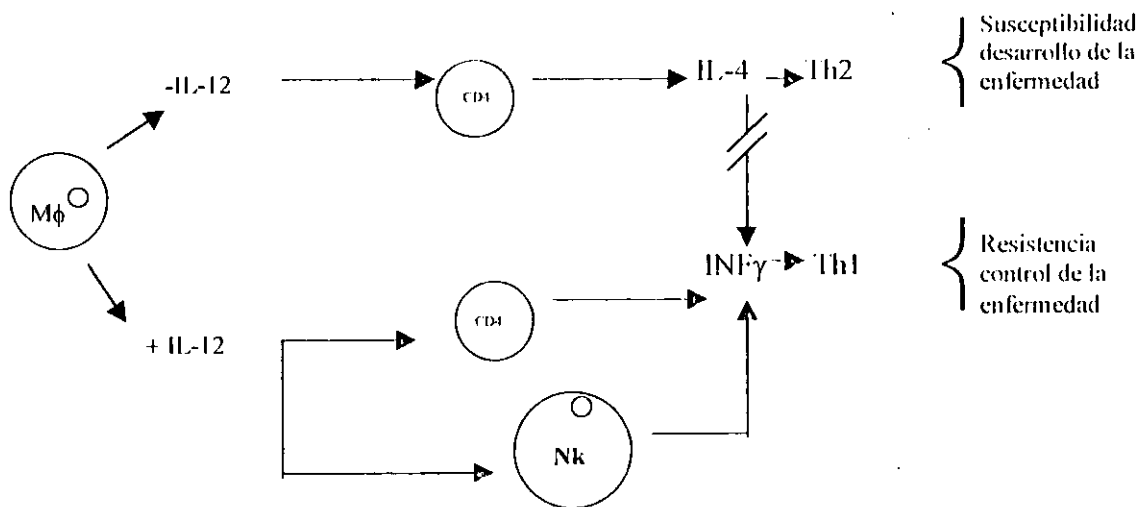 -IL-12
CD4
IL-4
Th2
Susceptibilidad
desarrollo de la
enfermedad
Mϕ
INFγ
Th1
Resistencia
control de la
enfermedad
+ IL-12
CD4
Nk